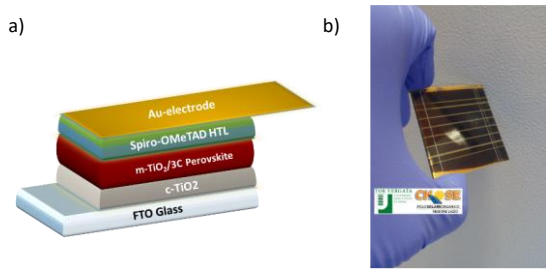 a)
b)
Au-electrode
Spiro-OMeTAD HTL
m-TiO₂/3C Perovskite
c-TiO2
FTO Glass
TOR VERGATA
CHOSE